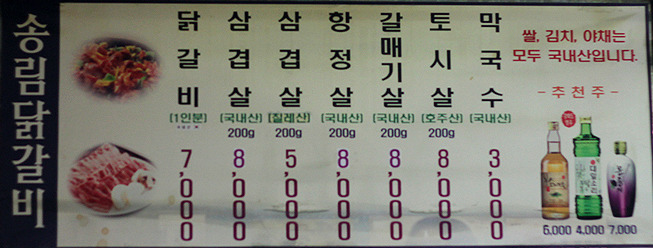 송림닭갈비
닭갈비
(1인분)
7,000
삼겹살
(국내산)
200g
8,000
삼겹살
(칠레산)
200g
5,000
항정살
(국내산)
200g
8,000
갈매기살
(국내산)
200g
8,000
토시살
(호주산)
200g
8,000
막국수
(국내산)
3,000
쌀, 김치, 야채는
모두 국내산입니다.
- 추천주 -
6,000 4,000 7,000